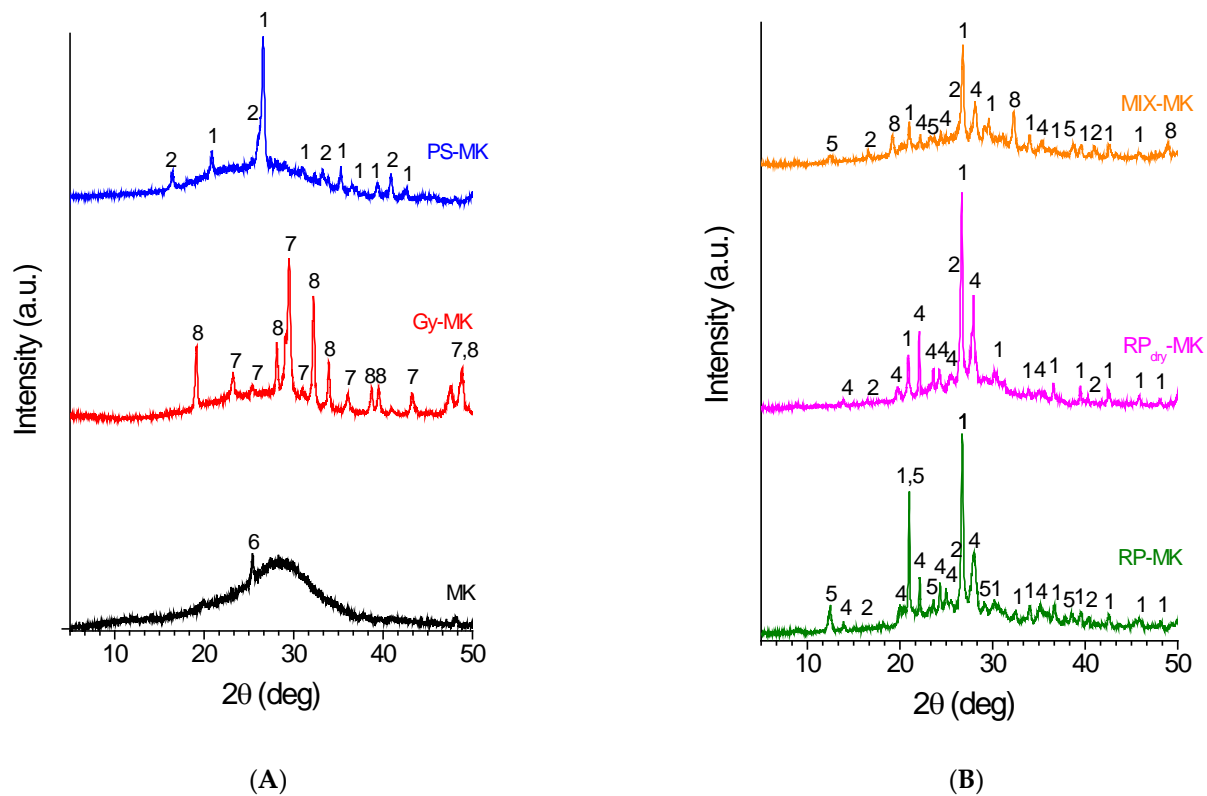 1
2 1 2 1 2 1 1 1 2 1
PS-MK
7
8 7 7 8 7 8 8 7 88 7 7,8
Gy-MK
6
MK
Intensity (a.u.)
10 20 30 40 50
2θ (deg)
(A)
1
5 2 8 1 4 5 4 2 4 1 8 1 4 1 5 1 2 1 1 8
MIX-MK
1
4 2 4 1 4 4 4 4 2 4 1 1 4 1 1 2 1 1 1
RPdry-MK
1
5 4 2 4 1,5 4 5 4 4 2 4 5 1 1 1 1 4 1 5 1 2 1 1 1
RP-MK
Intensity (a.u.)
10 20 30 40 50
2θ (deg)
(B)